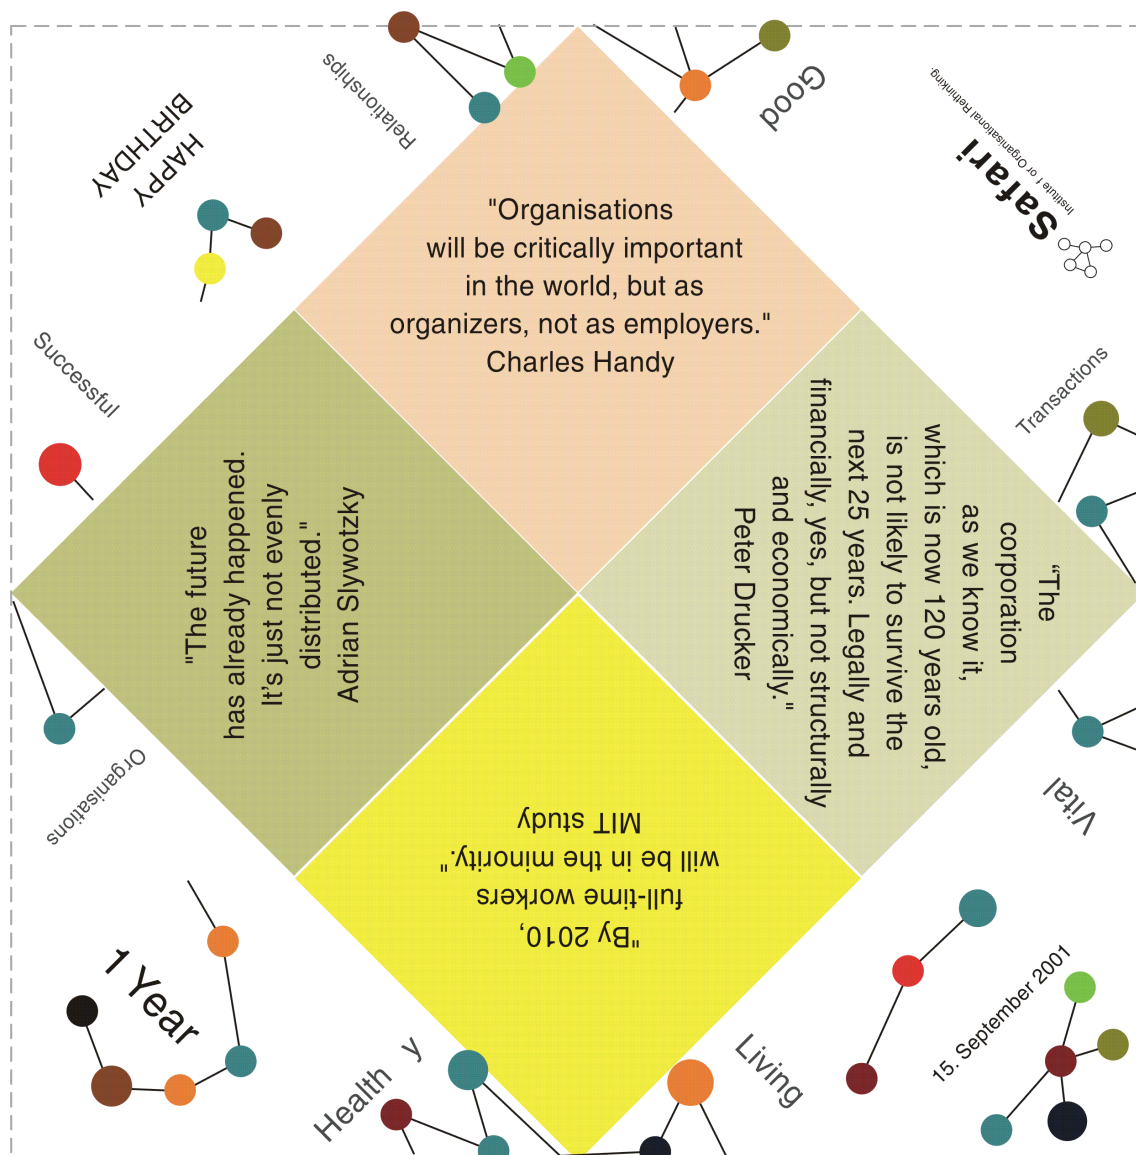 Relationships
Good
HAPPY
BIRTHDAY
Safari
Institute f or Organisational Rethinking.
"Organisations
will be critically important
in the world, but as
organizers, not as employers."
Charles Handy
Successful
Transactions
"The future
has already happened.
It's just not evenly
distributed."
Adrian Slywotzky
“The
corporation
as we know it,
which is now 120 years old,
is not likely to survive the
next 25 years. Legally and
financially, yes, but not structurally
and economically."
Peter Drucker
Organisations
Vital
"By 2010,
full-time workers
will be in the minority."
MIT study
1 Year
Health y
Living
15. September 2001